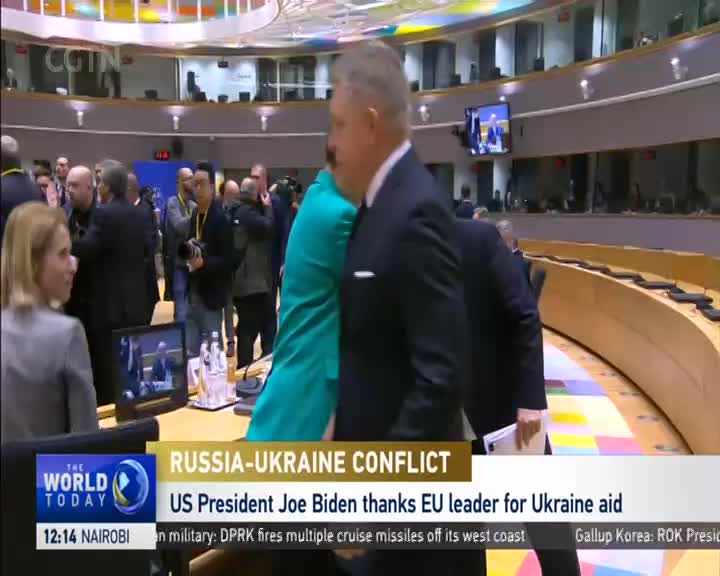 CGTN
RUSSIA-UKRAINE CONFLICT
THE
WORLD
TODAY
US President Joe Biden thanks EU leader for Ukraine aid
12:14 NAIROBI
an military: DPRK fires multiple cruise missiles off its west coast
Gallup Korea: ROK Presid